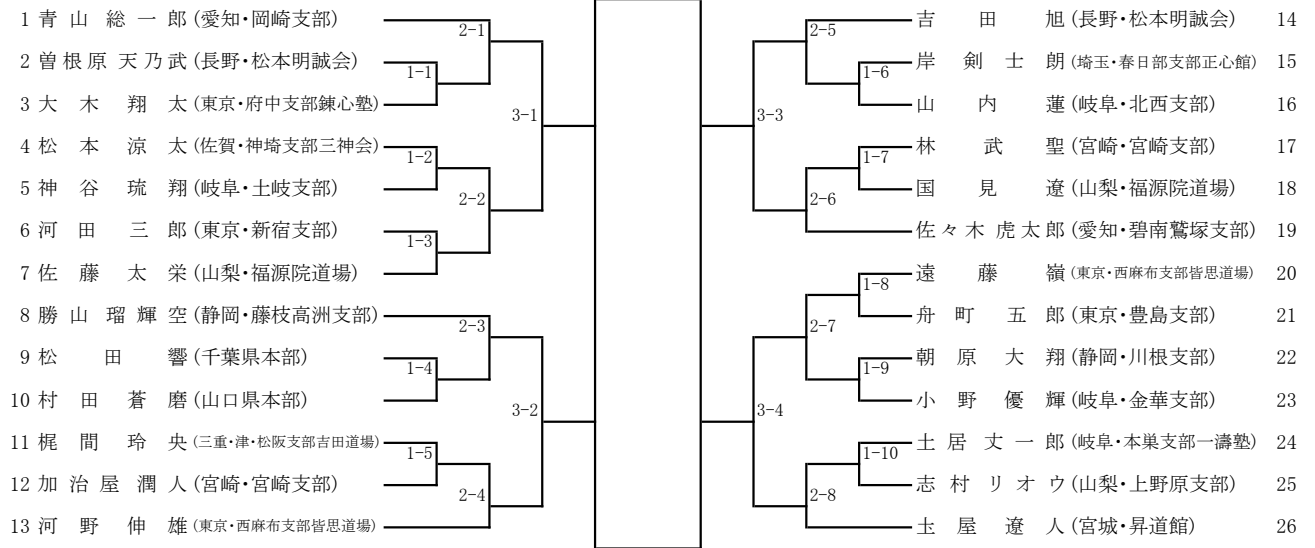 1 青山総一郎(愛知・岡崎支部)
2-1
2 曽根原天乃武(長野・松本明誠会)
1-1
3 大木翔太(東京・府中支部錬心塾)
3-1
4 松本涼太(佐賀・神埼支部三神会)
1-2
5 神谷琉翔(岐阜・土岐支部)
2-2
6 河田三郎(東京・新宿支部)
1-3
7 佐藤太栄(山梨・福源院道場)
8 勝山瑠輝空(静岡・藤枝高洲支部)
2-3
9 松田響(千葉県本部)
1-4
10 村田蒼磨(山口県本部)
3-2
11 梶間玲央(三重・津・松阪支部吉田道場)
1-5
12 加治屋潤人(宮崎・宮崎支部)
2-4
13 河野伸雄(東京・西麻布支部皆思道場)
吉田旭(長野・松本明誠会) 14
2-5
岸剣士朗(埼玉・春日部支部正心館) 15
1-6
山内蓮(岐阜・北西支部) 16
3-3
林武聖(宮崎・宮崎支部) 17
1-7
国見遼(山梨・福源院道場) 18
2-6
佐々木虎太郎(愛知・碧南鷲塚支部) 19
遠藤嶺(東京・西麻布支部皆思道場) 20
1-8
舟町五郎(東京・豊島支部) 21
2-7
朝原大翔(静岡・川根支部) 22
1-9
小野優輝(岐阜・金華支部) 23
3-4
土居丈一郎(岐阜・本巣支部一濤塾) 24
1-10
志村リオウ(山梨・上野原支部) 25
2-8
圡屋遼人(宮城・昇道館) 26